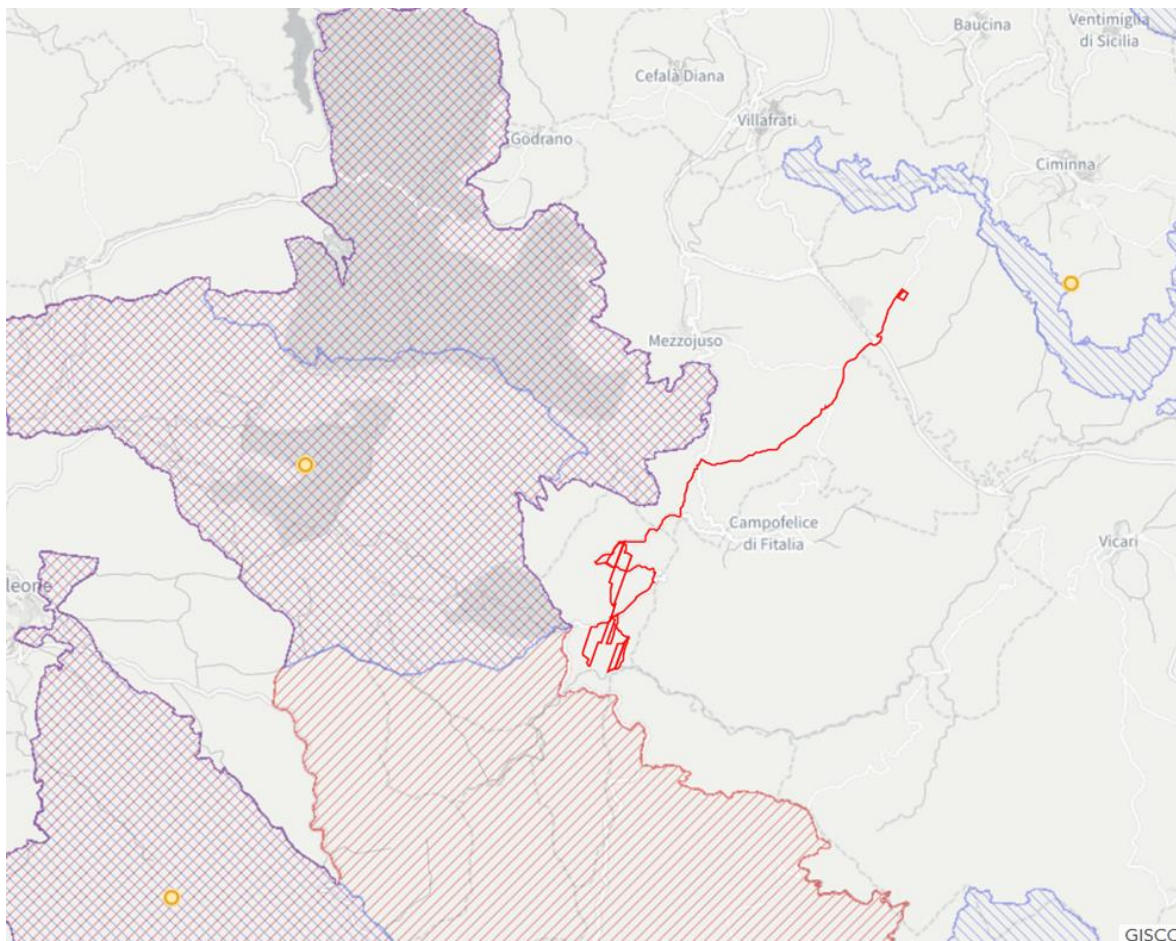 Baucina
Ventimiglia
di Sicilia
Cefalà Diana
Villafrati
Godrano
Ciminna
Mezzojuso
Campofelice
di Fitalia
Vicari
leone
GISCO